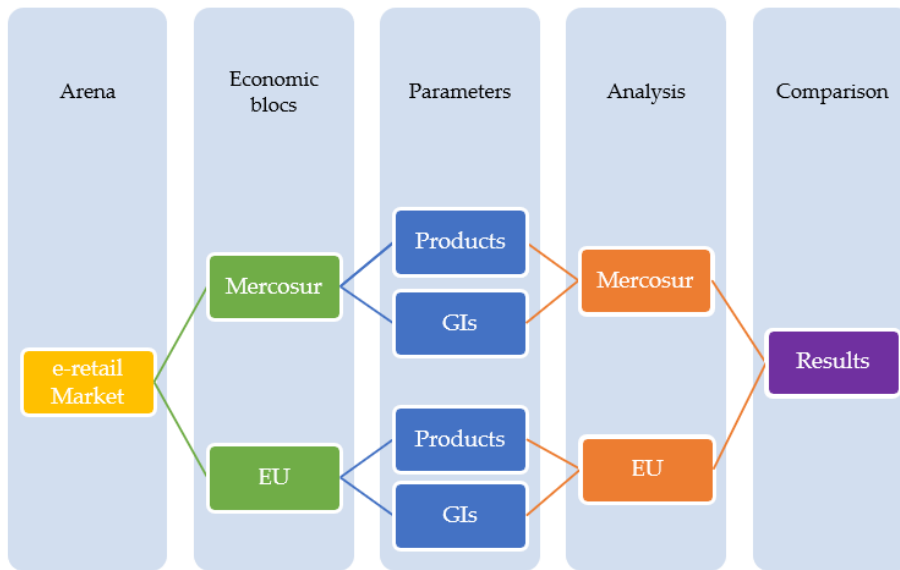 Arena
Economic
blocs
Parameters
Analysis
Comparison
e-retail
Market
Mercosur
EU
Products
GIs
Products
GIs
Mercosur
EU
Results